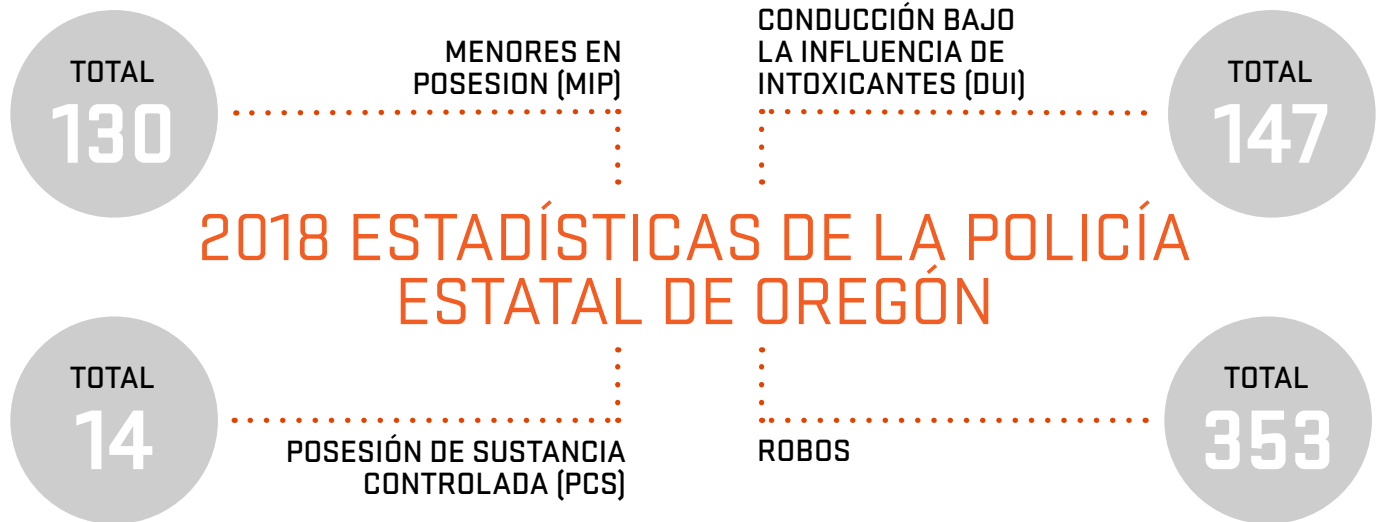 TOTAL
130
MENORES EN
POSESION (MIP)
CONDUCCIÓN BAJO
LA INFLUENCIA DE
INTOXICANTES (DUI)
TOTAL
147
2018 ESTADÍSTICAS DE LA POLICÍA
ESTATAL DE OREGÓN
TOTAL
14
POSESIÓN DE SUSTANCIA
CONTROLADA (PCS)
ROBOS
TOTAL
353